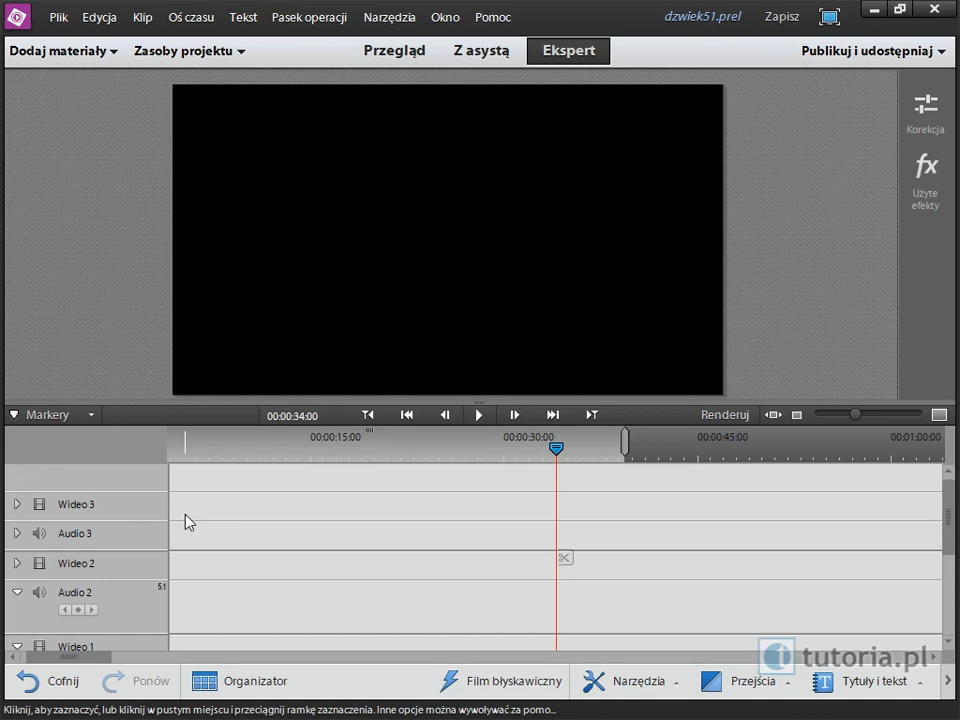 Plik Edycja Klip Oś czasu Tekst Pasek operacji Narzędzia Okno Pomoc dzwiek51.prel Zapisz
Dodaj materiały Zasoby projektu Przegląd Z asystą Ekspert Publikuj i udostępniaj
Korekcja
fx
Użyte
efekty
Markery 00:00:34:00 Renderuj
00:00:15:00 00:00:30:00 00:00:45:00 00:01:00:00
Wideo 3
Audio 3
Wideo 2
Audio 2 5.1
Wideo 1
tutoria.pl
Cofnij Ponów Organizator Film błyskawiczny Narzędzia Przejścia T Tytuły i tekst
Kliknij, aby zaznaczyć, lub kliknij w pustym miejscu i przeciągnij ramkę zaznaczenia. Inne opcje można wywoływać za pomo...